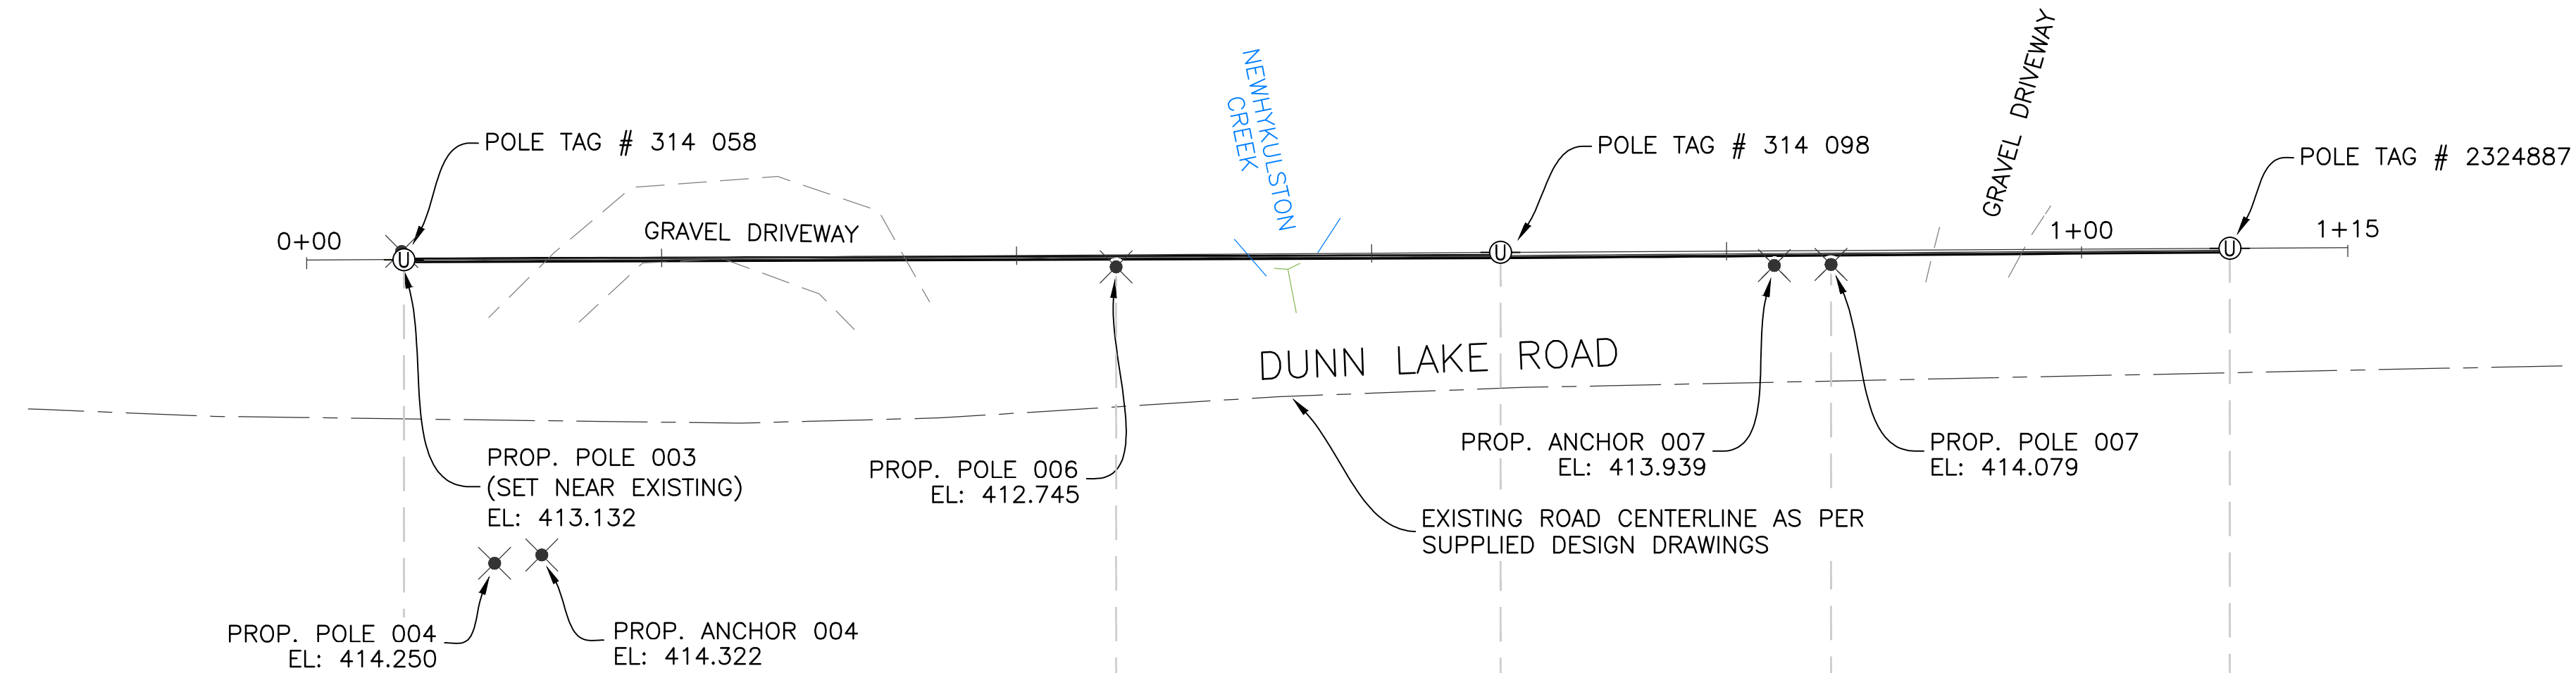 NEWHYKULSTON
CREEK
GRAVEL DRIVEWAY
POLE TAG # 314 058
POLE TAG # 314 098
POLE TAG # 2324887
0+00
GRAVEL DRIVEWAY
1+00
1+15
U
U
U
DUNN LAKE ROAD
PROP. POLE 003
(SET NEAR EXISTING)
EL: 413.132
PROP. POLE 006
EL: 412.745
PROP. ANCHOR 007
EL: 413.939
PROP. POLE 007
EL: 414.079
EXISTING ROAD CENTERLINE AS PER
SUPPLIED DESIGN DRAWINGS
PROP. POLE 004
EL: 414.250
PROP. ANCHOR 004
EL: 414.322